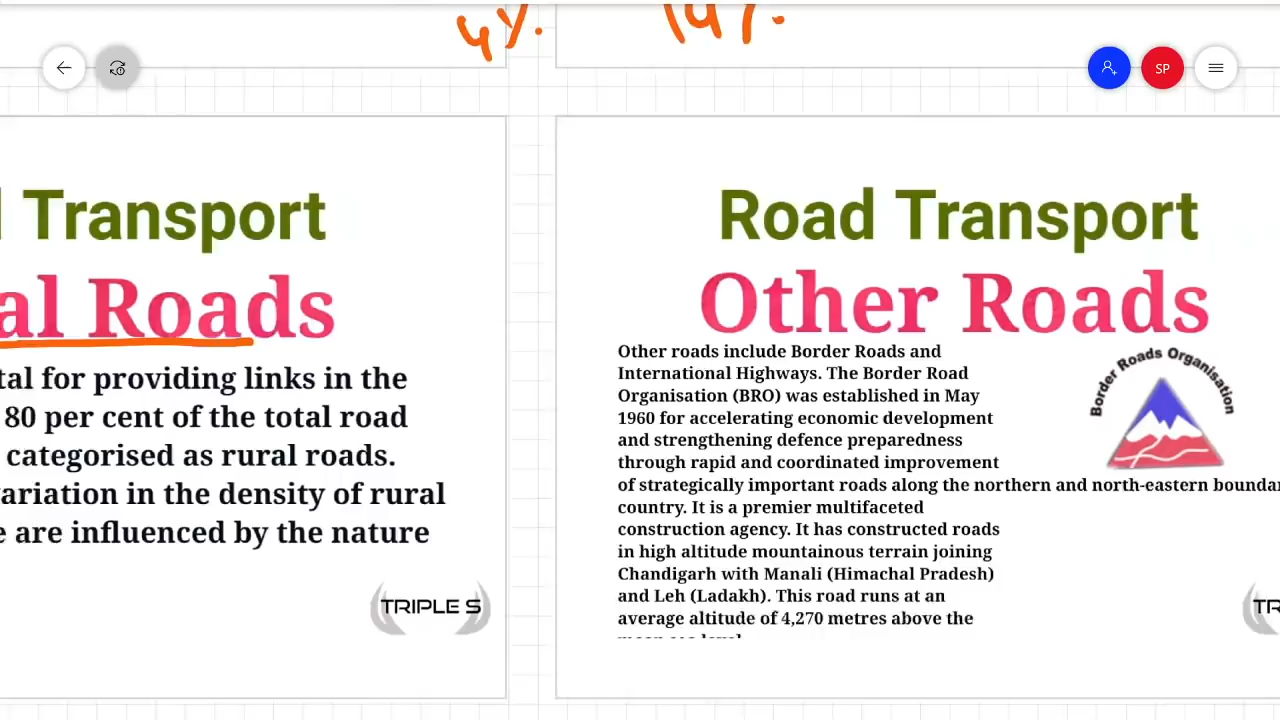 4%.
14%.
SP
Transport
al Roads
tal for providing links in the
80 per cent of the total road
categorised as rural roads.
variation in the density of rural
e are influenced by the nature
TRIPLE S
Road Transport
Other Roads
Border Roads Organisation
Other roads include Border Roads and
International Highways. The Border Road
Organisation (BRO) was established in May
1960 for accelerating economic development
and strengthening defence preparedness
through rapid and coordinated improvement
of strategically important roads along the northern and north-eastern boundar
country. It is a premier multifaceted
construction agency. It has constructed roads
in high altitude mountainous terrain joining
Chandigarh with Manali (Himachal Pradesh)
and Leh (Ladakh). This road runs at an
average altitude of 4,270 metres above the
mean sea level
TR